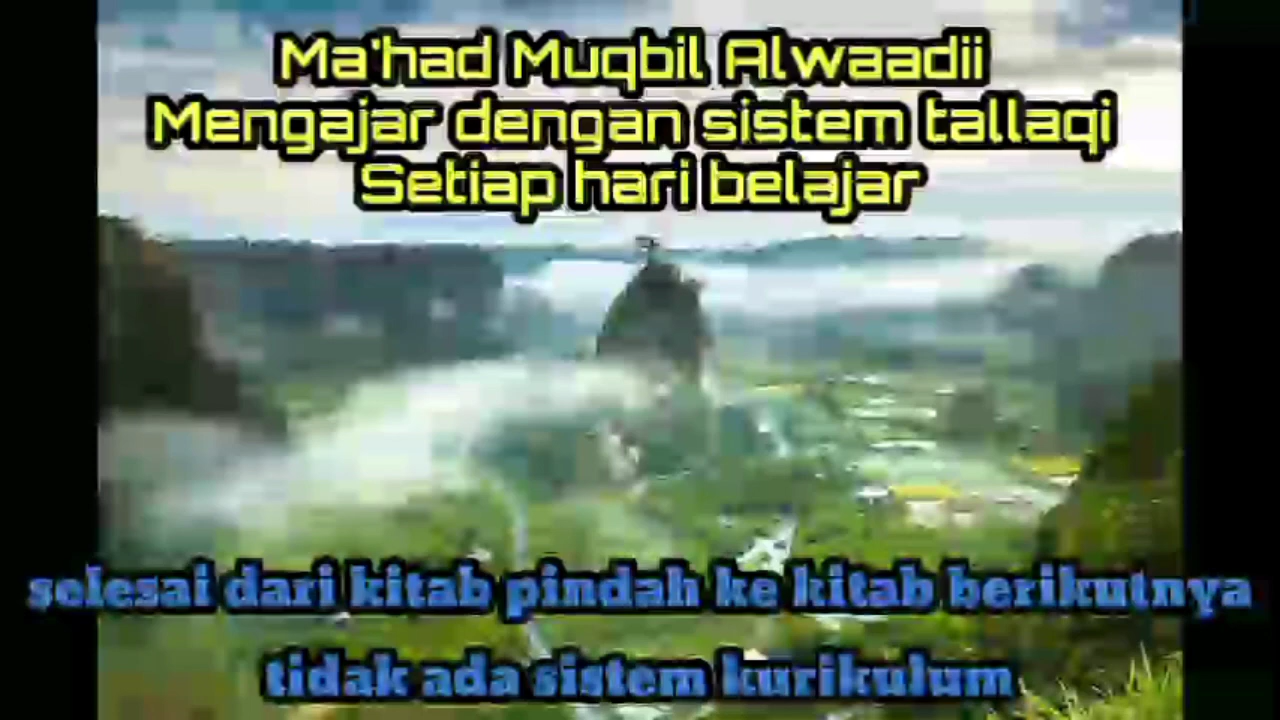 Ma'had Muqbil Alwaadii
Mengajar dengan sistem tallaqi
Setiap hari belajar
selesai dari kitab pindah ke kitab berikutnya
tidak ada sistem kurikulum